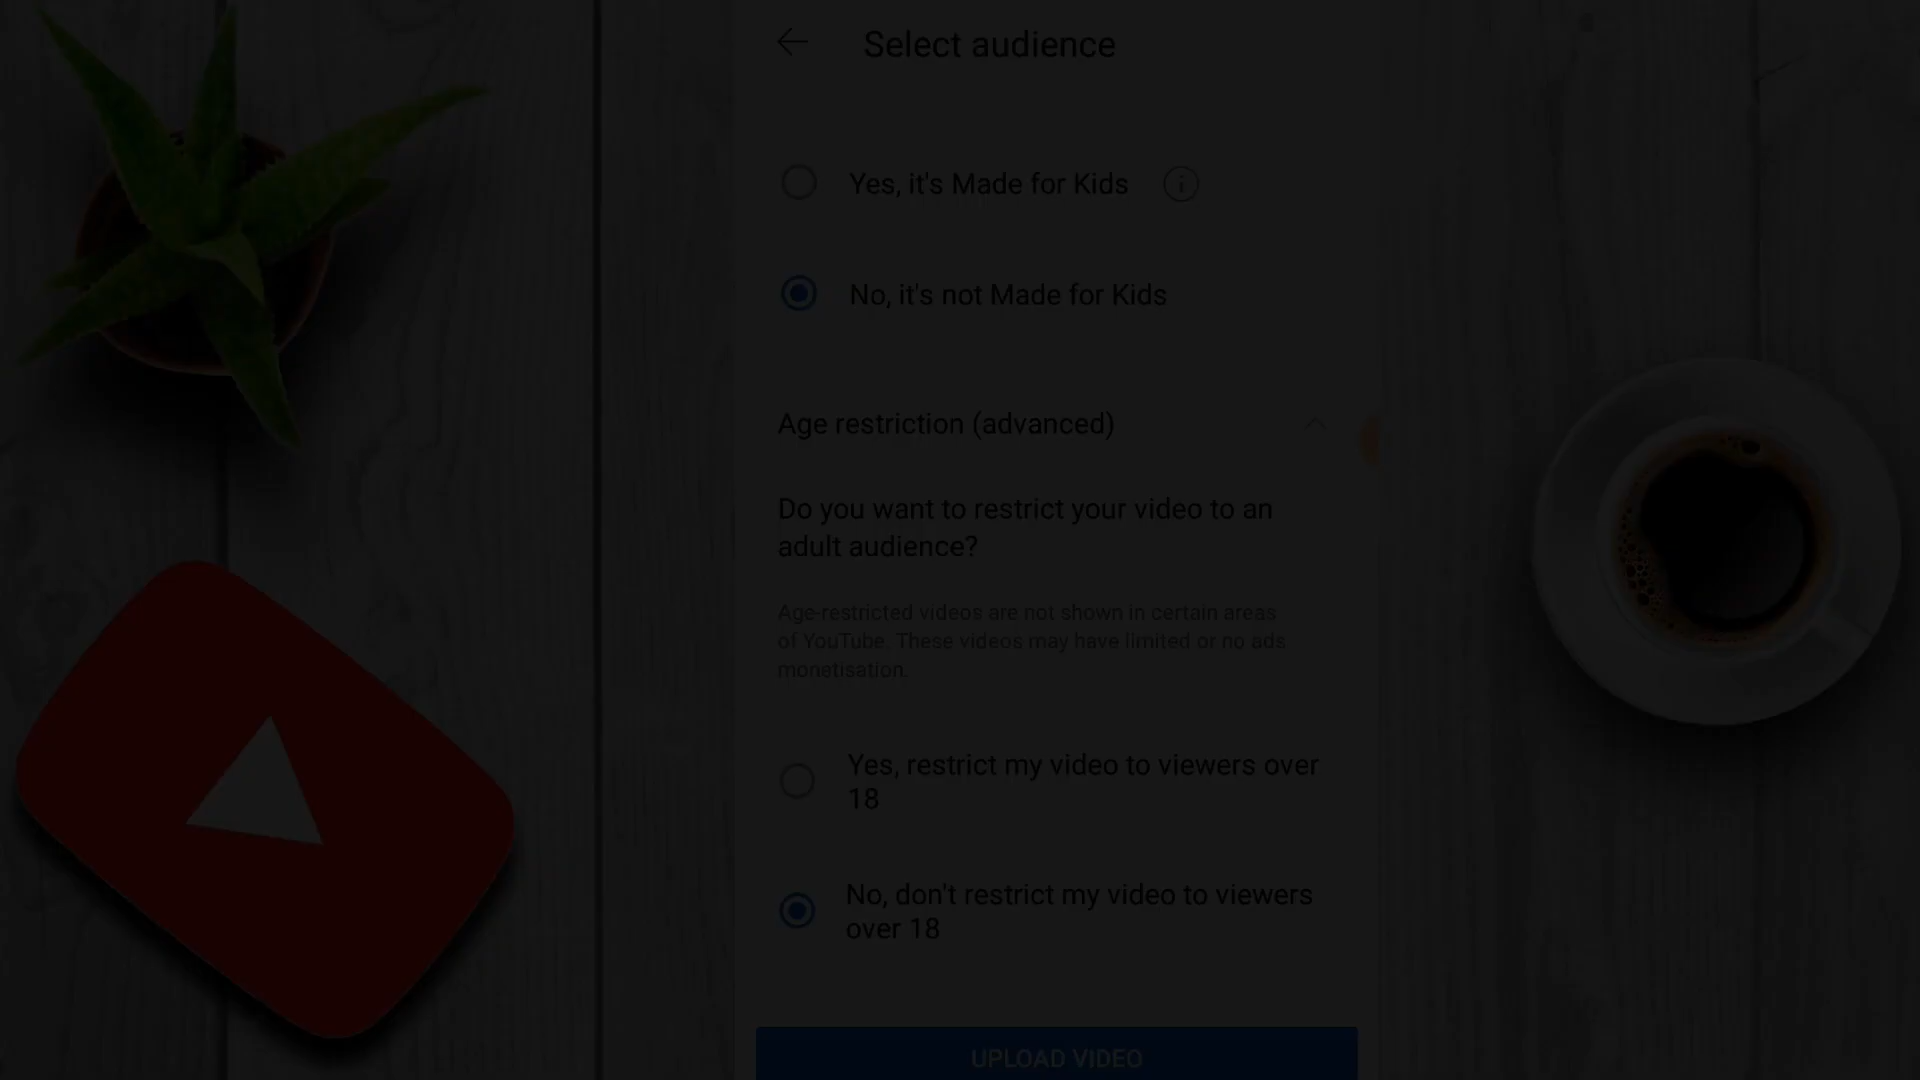 Select audience
Yes, it's Made for Kids
No, it's not Made for Kids
Age restriction (advanced)
Do you want to restrict your video to an
adult audience?
Age-restricted videos are not shown in certain areas
of YouTube. These videos may have limited or no ads
monetisation.
Yes, restrict my video to viewers over
18
No, don't restrict my video to viewers
over 18
UPLOAD VIDEO